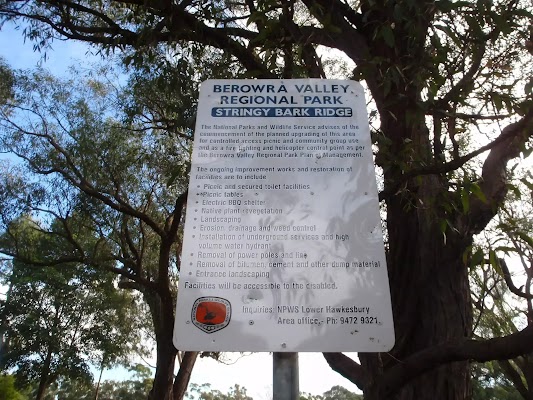 BEROWRA VALLEY
REGIONAL PARK
STRINGY BARK RIDGE
The National Parks and Wildlife Service advises of the
commencement of the planned upgrading of this area
for controlled access picnic and community group use
and as a fire fighting and helicopter control point as per
the Berowra Valley Regional Park Plan of Management.
The ongoing improvement works and restoration of
facilities are to include
• Picnic and secured toilet facilities
• Picnic tables
• Electric BBQ shelter
• Native plant revegetation
• Landscaping
• Erosion, drainage and weed control
• Installation of underground services and high
volume water hydrant
• Removal of power poles and line
• Removal of bitumen, cement and other dump material
• Entrance landscaping
Facilities will be accessible to the disabled.
Inquiries, NPWS Lower Hawkesbury
Area office,- Ph: 9472 9321